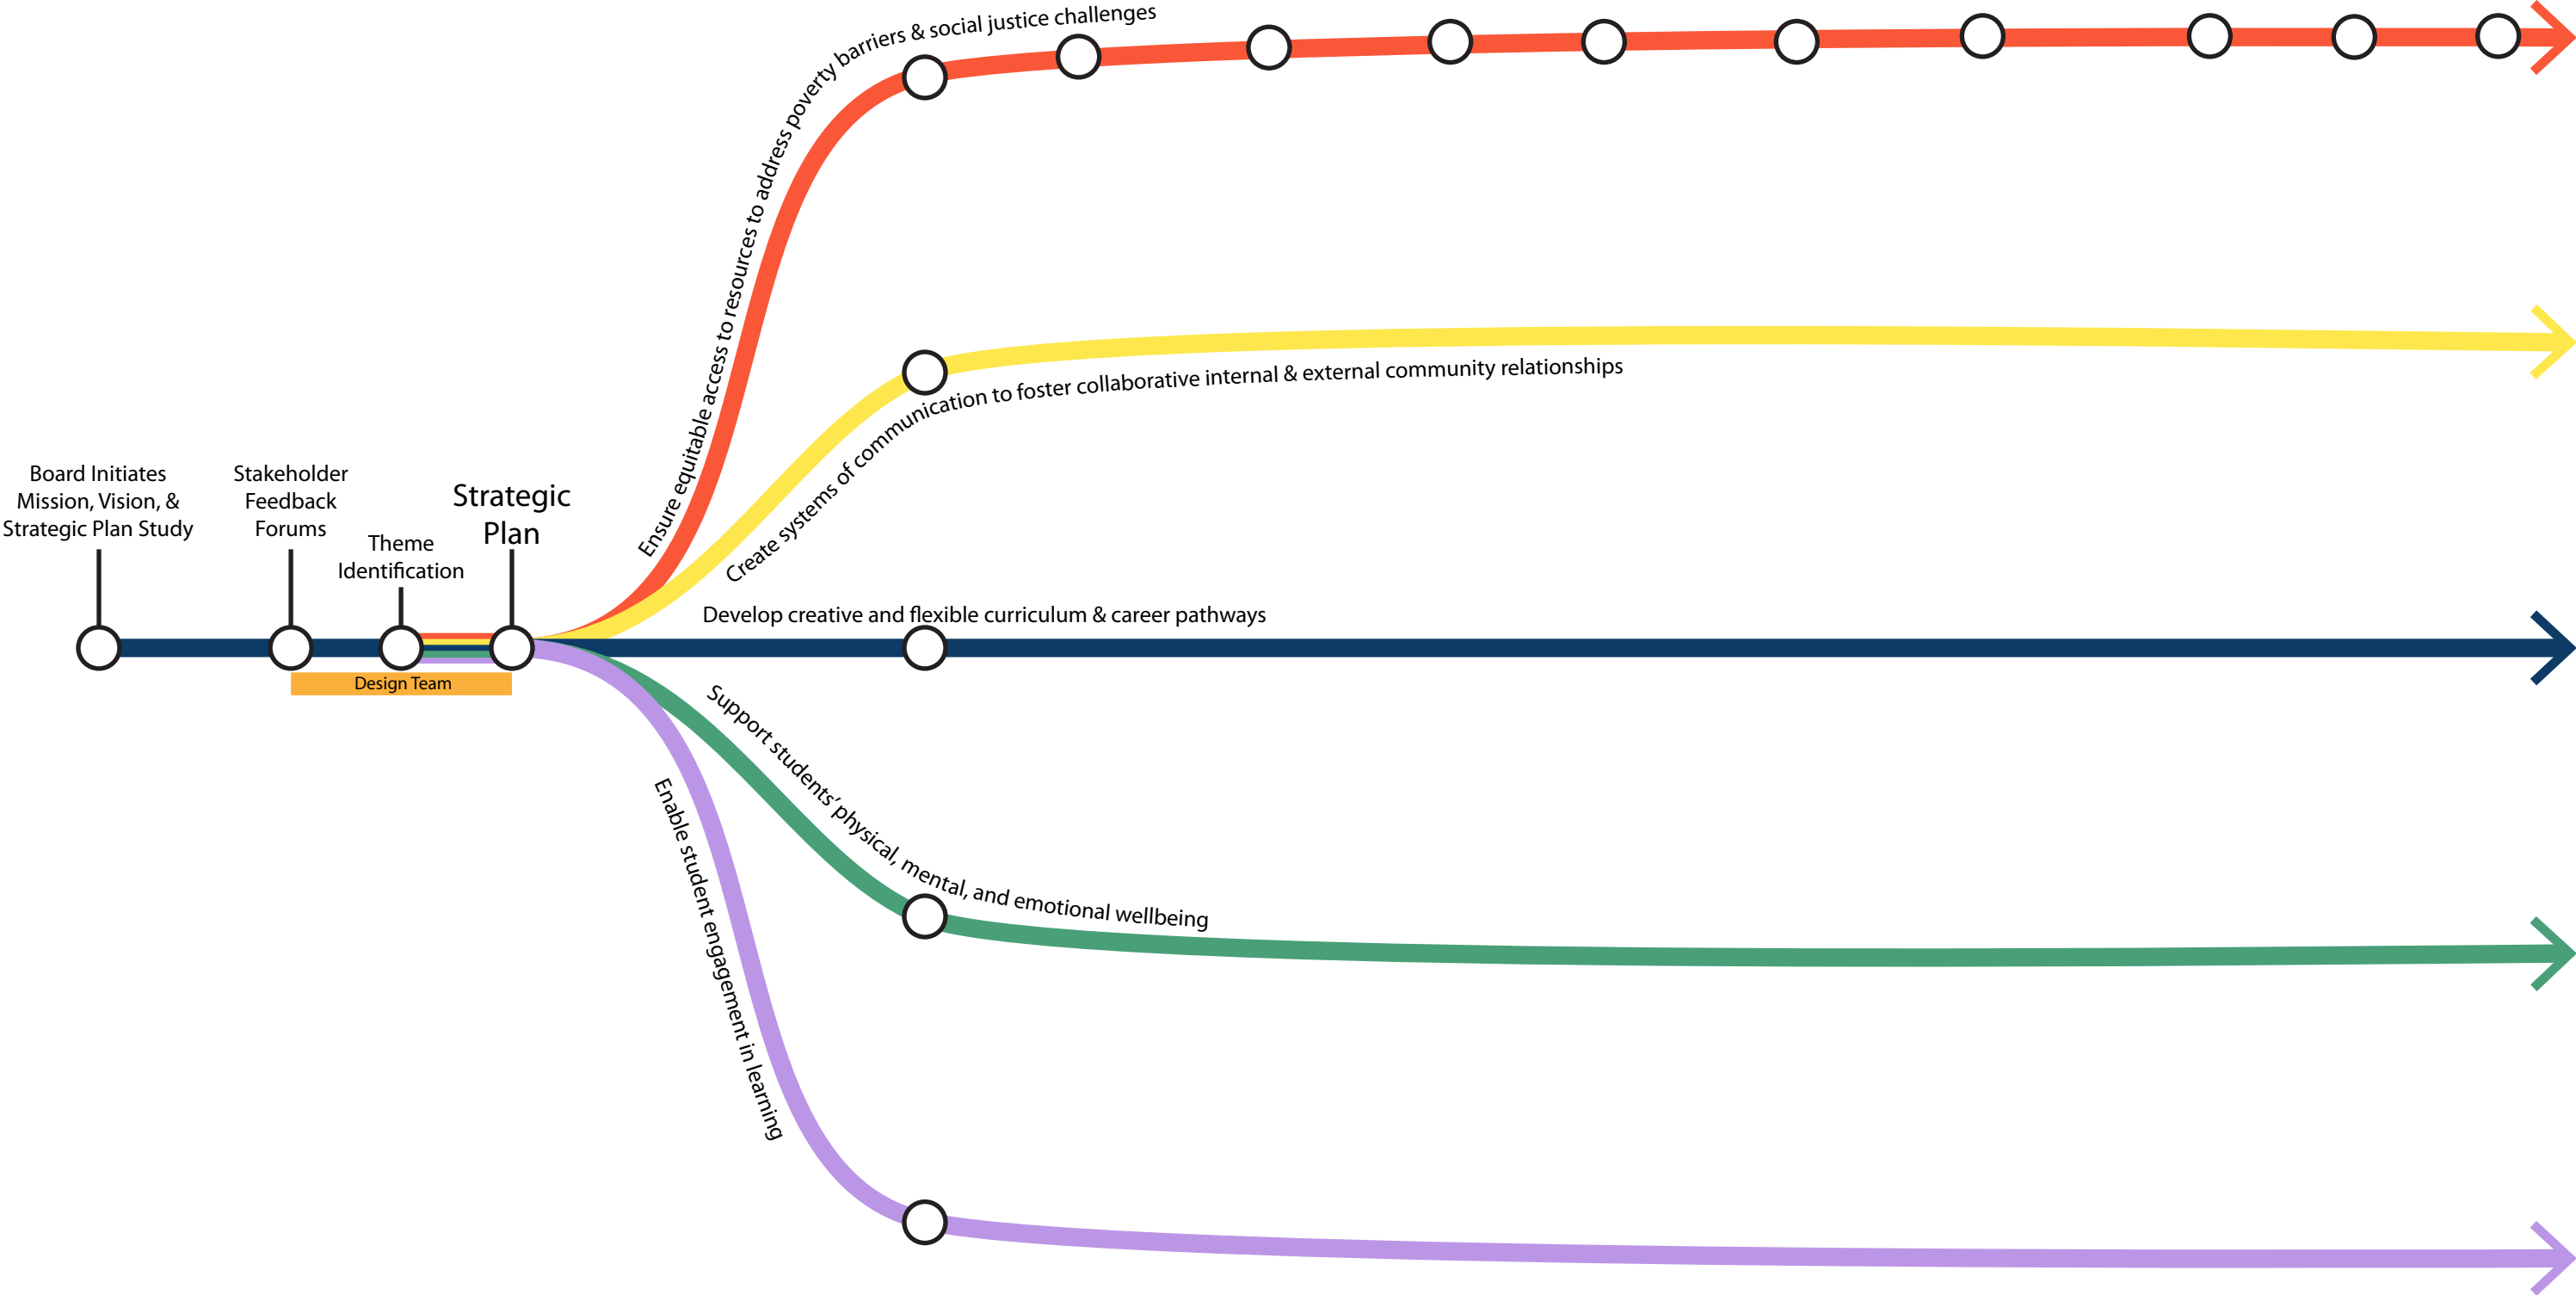 Ensure equitable access to resources to address poverty barriers & social justice challenges
Create systems of communication to foster collaborative internal & external community relationships
Board Initiates
Mission, Vision, &
Strategic Plan Study
Stakeholder
Feedback
Forums
Theme
Identification
Strategic
Plan
Design Team
Develop creative and flexible curriculum & career pathways
Support students’ physical, mental, and emotional wellbeing
Enable student engagement in learning